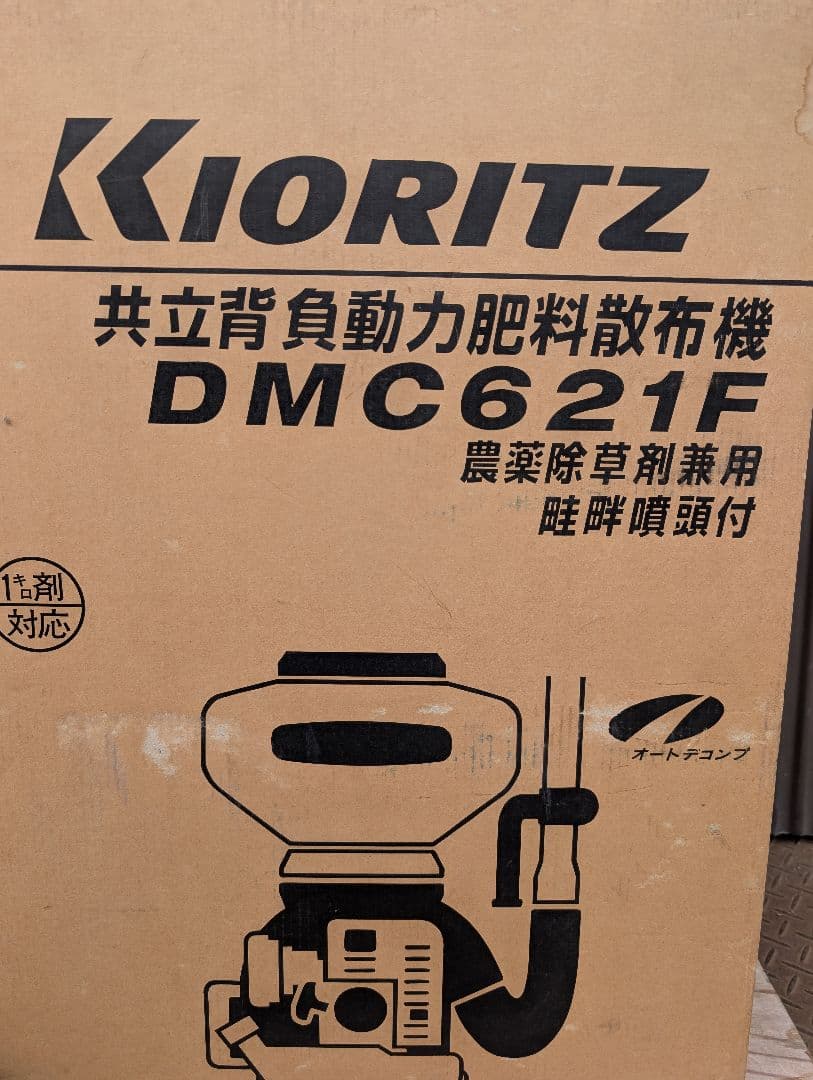 KIORITZ
共立背負動力肥料散布機
DMC621F
農薬除草剤兼用
畦畔噴頭付
1キロ剤
対応
オートデコンプ